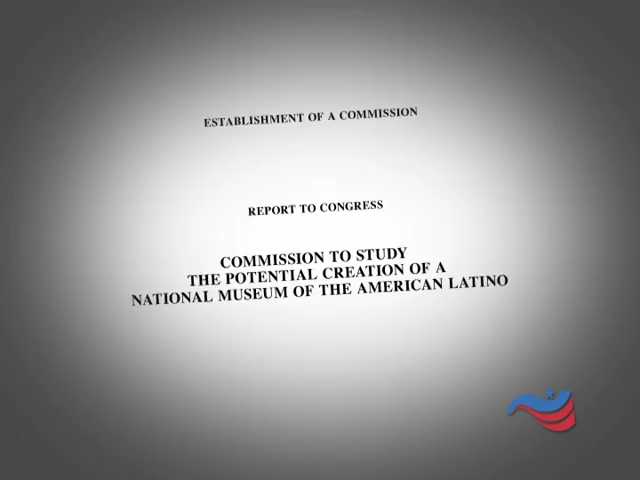 ESTABLISHMENT OF A COMMISSION
REPORT TO CONGRESS
COMMISSION TO STUDY
THE POTENTIAL CREATION OF A
NATIONAL MUSEUM OF THE AMERICAN LATINO